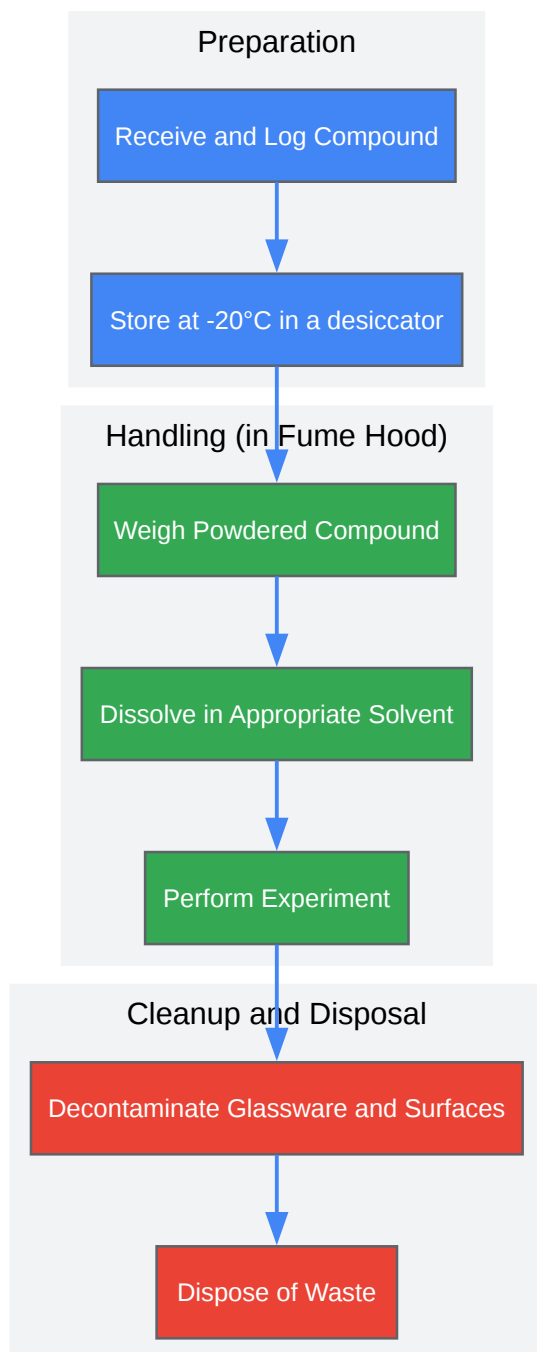 Preparation
Receive and Log Compound
Store at -20°C in a desiccator
Handling (in Fume Hood)
Weigh Powdered Compound
Dissolve in Appropriate Solvent
Perform Experiment
Cleanup and Disposal
Decontaminate Glassware and Surfaces
Dispose of Waste